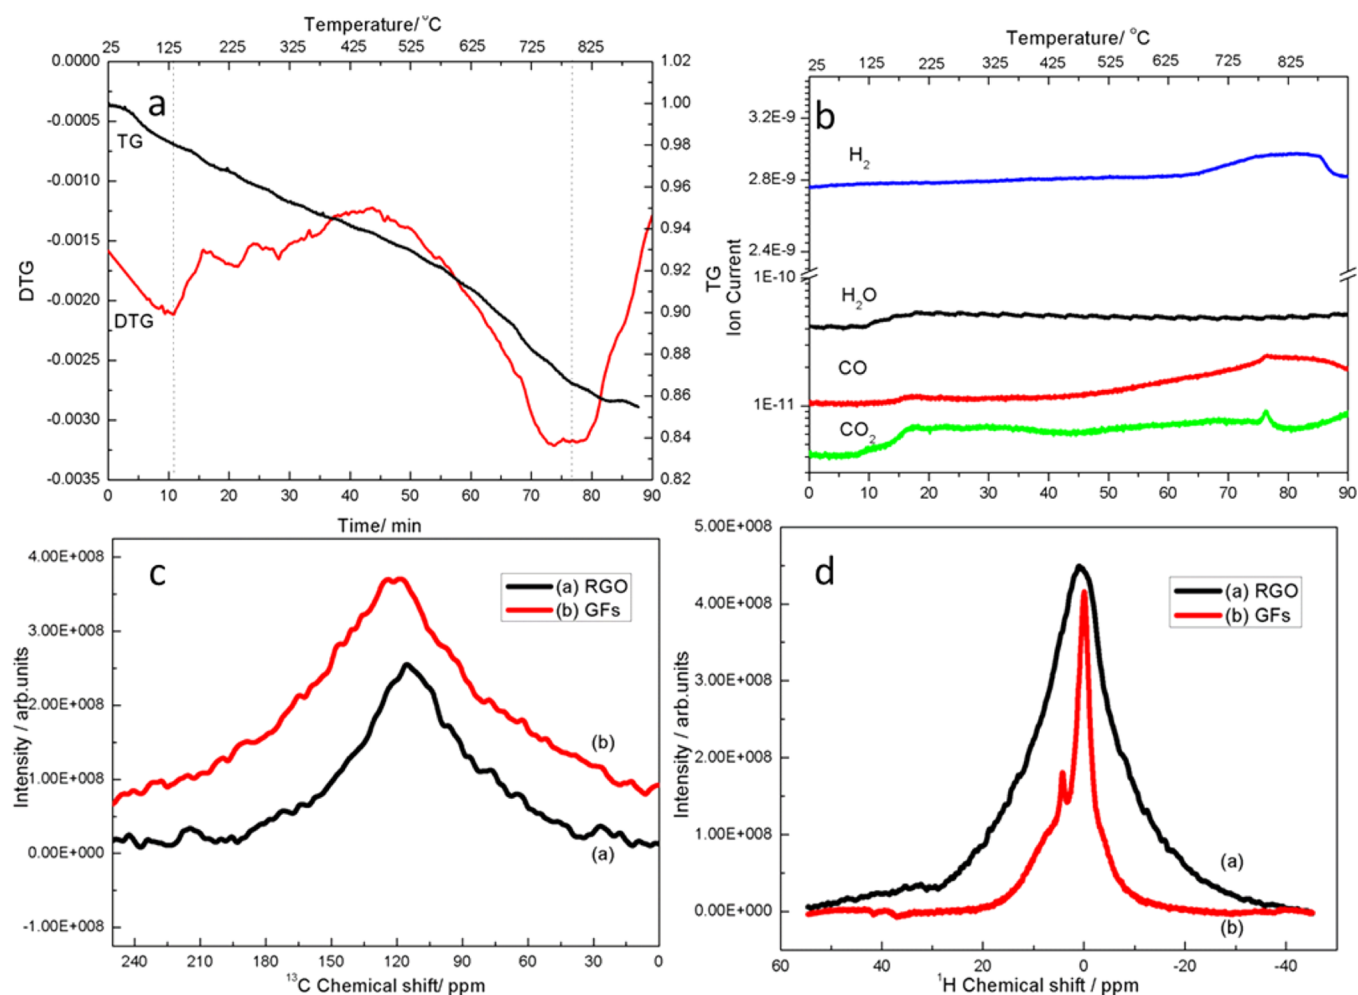 Temperature/ °C
25 125 225 325 425 525 625 725 825
0.0000 1.02
a
-0.0005 1.00
TG
0.98
-0.0010 0.96
0.94
-0.0015
0.92
-0.0020 0.90
DTG
0.88
-0.0025
0.86
-0.0030
0.84
-0.0035 0.82
DTG
TG
0 10 20 30 40 50 60 70 80 90
Time/ min
Temperature/ °C
25 125 225 325 425 525 625 725 825
b
3.2E-9
H2
2.8E-9
2.4E-9
1E-10
H2O
CO
1E-11
CO2
Ion Current
0 10 20 30 40 50 60 70 80 90
4.00E+008
c
(a) RGO
(b) GFs
3.00E+008
2.00E+008
(b)
1.00E+008
(a)
0.00E+000
-1.00E+008
Intensity / arb.units
240 210 180 150 120 90 60 30 0
13C Chemical shift/ ppm
5.00E+008
d
(a) RGO
(b) GFs
4.00E+008
3.00E+008
2.00E+008
1.00E+008
(a)
0.00E+000
(b)
Intensity / arb.units
60 40 20 0 -20 -40
1H Chemical shift / ppm